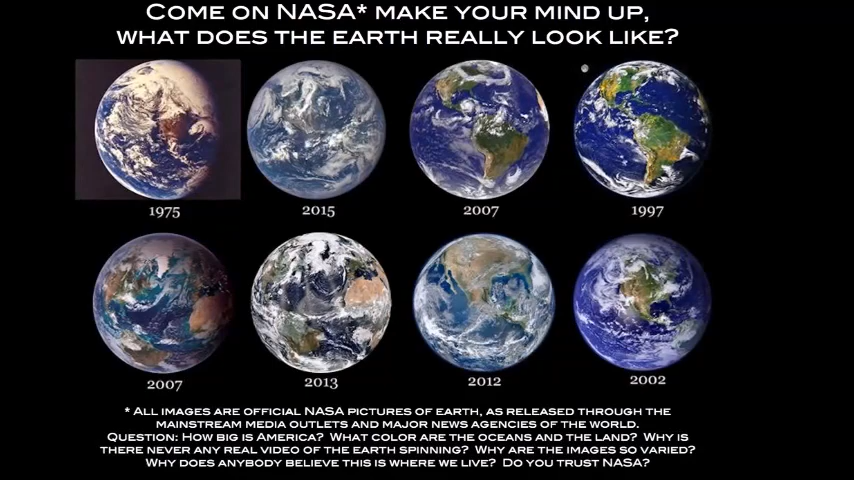 Come on NASA* make your mind up,
what does the earth really look like?
1975
2015
2007
1997
2007
2013
2012
2002
* All images are official NASA pictures of earth, as released through the
mainstream media outlets and major news agencies of the world.
Question: How big is America? What color are the oceans and the land? Why is
there never any real video of the earth spinning? Why are the images so varied?
Why does anybody believe this is where we live? Do you trust NASA?